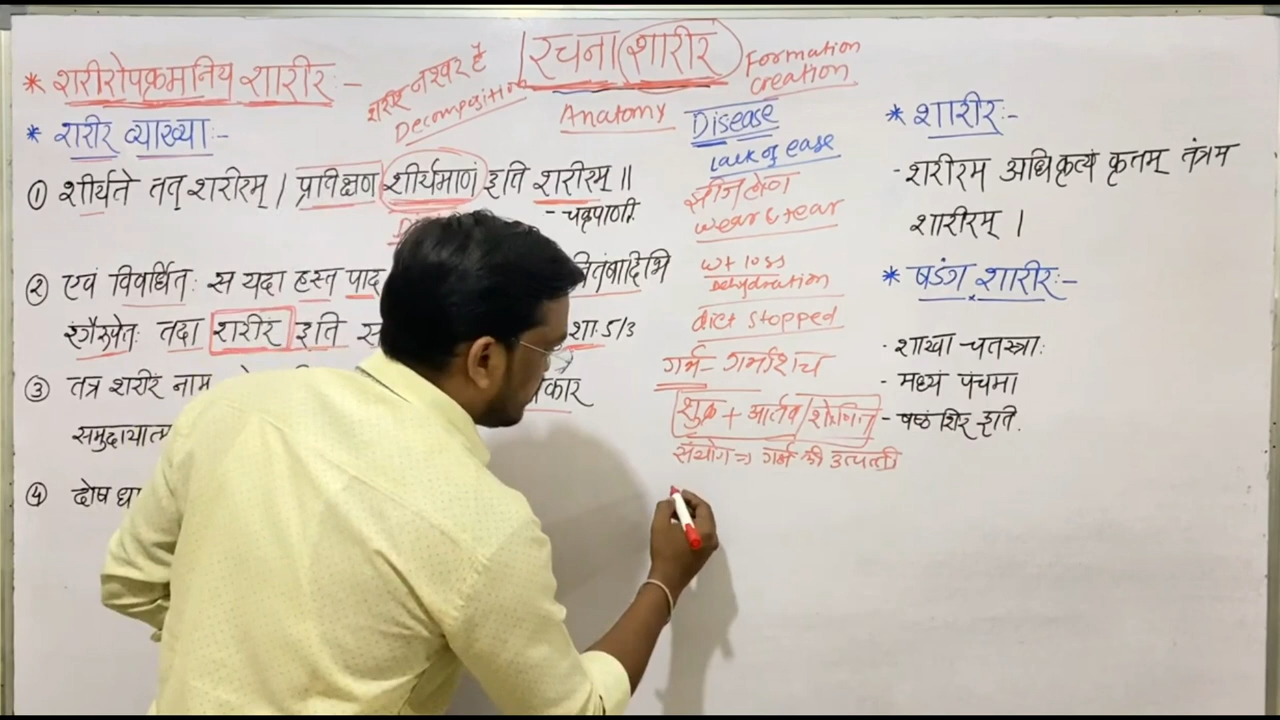 रचना शारीर
Anatomy
Formation
creation
* शरीरोपक्रमनिय शारीर: -
शरीर नश्वर है
Decomposition
* शरीर व्याख्या:-
① शीर्यते तत् शरीरम् | प्रतिक्षण शीर्यमाणं इति शरीरम् ॥
- चक्रपाणी
② एवं विवर्धित: स यदा हस्त पाद
नितंबादिभि
रंगैरूपेत: तदा शरीरं इति
शा. 5/3
③ तत्र शरीरं नाम
विकार
समुदायात्म
④ दोष धा
Disease
lack of ease
झीज होण
wear & tear
wt loss
Dehydration
diet stopped
गर्भ - गर्भाशय
शुक्र + आर्तव/शोणित
संयोग => गर्भ की उत्पत्ती
* शारीर:-
- शरीरम अधिकृत्य कृतम् तंत्रम
शारीरम् |
* षडंग शारीर:-
- शाखा चतस्त्रा:
- मध्यं पंचमं
- षष्ठं शिर इति.